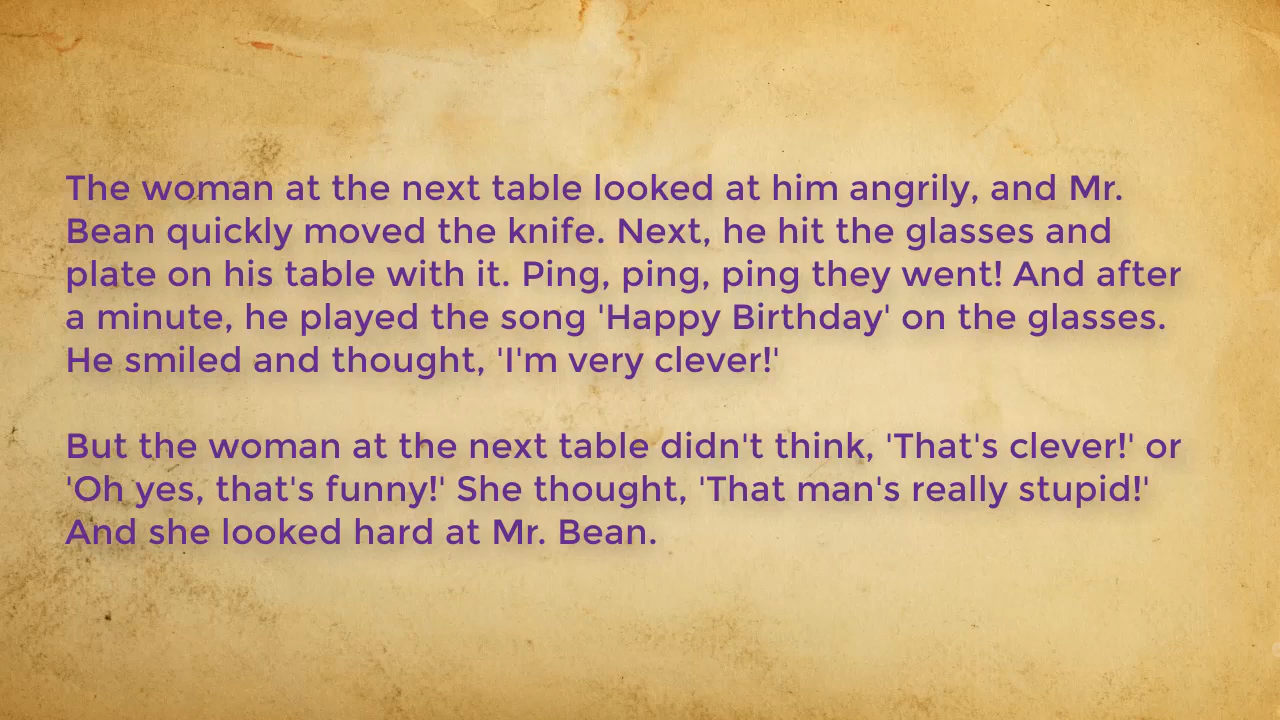 The woman at the next table looked at him angrily, and Mr.
Bean quickly moved the knife. Next, he hit the glasses and
plate on his table with it. Ping, ping, ping they went! And after
a minute, he played the song 'Happy Birthday' on the glasses.
He smiled and thought, 'I'm very clever!'
But the woman at the next table didn't think, 'That's clever!' or
'Oh yes, that's funny!' She thought, 'That man's really stupid!'
And she looked hard at Mr. Bean.